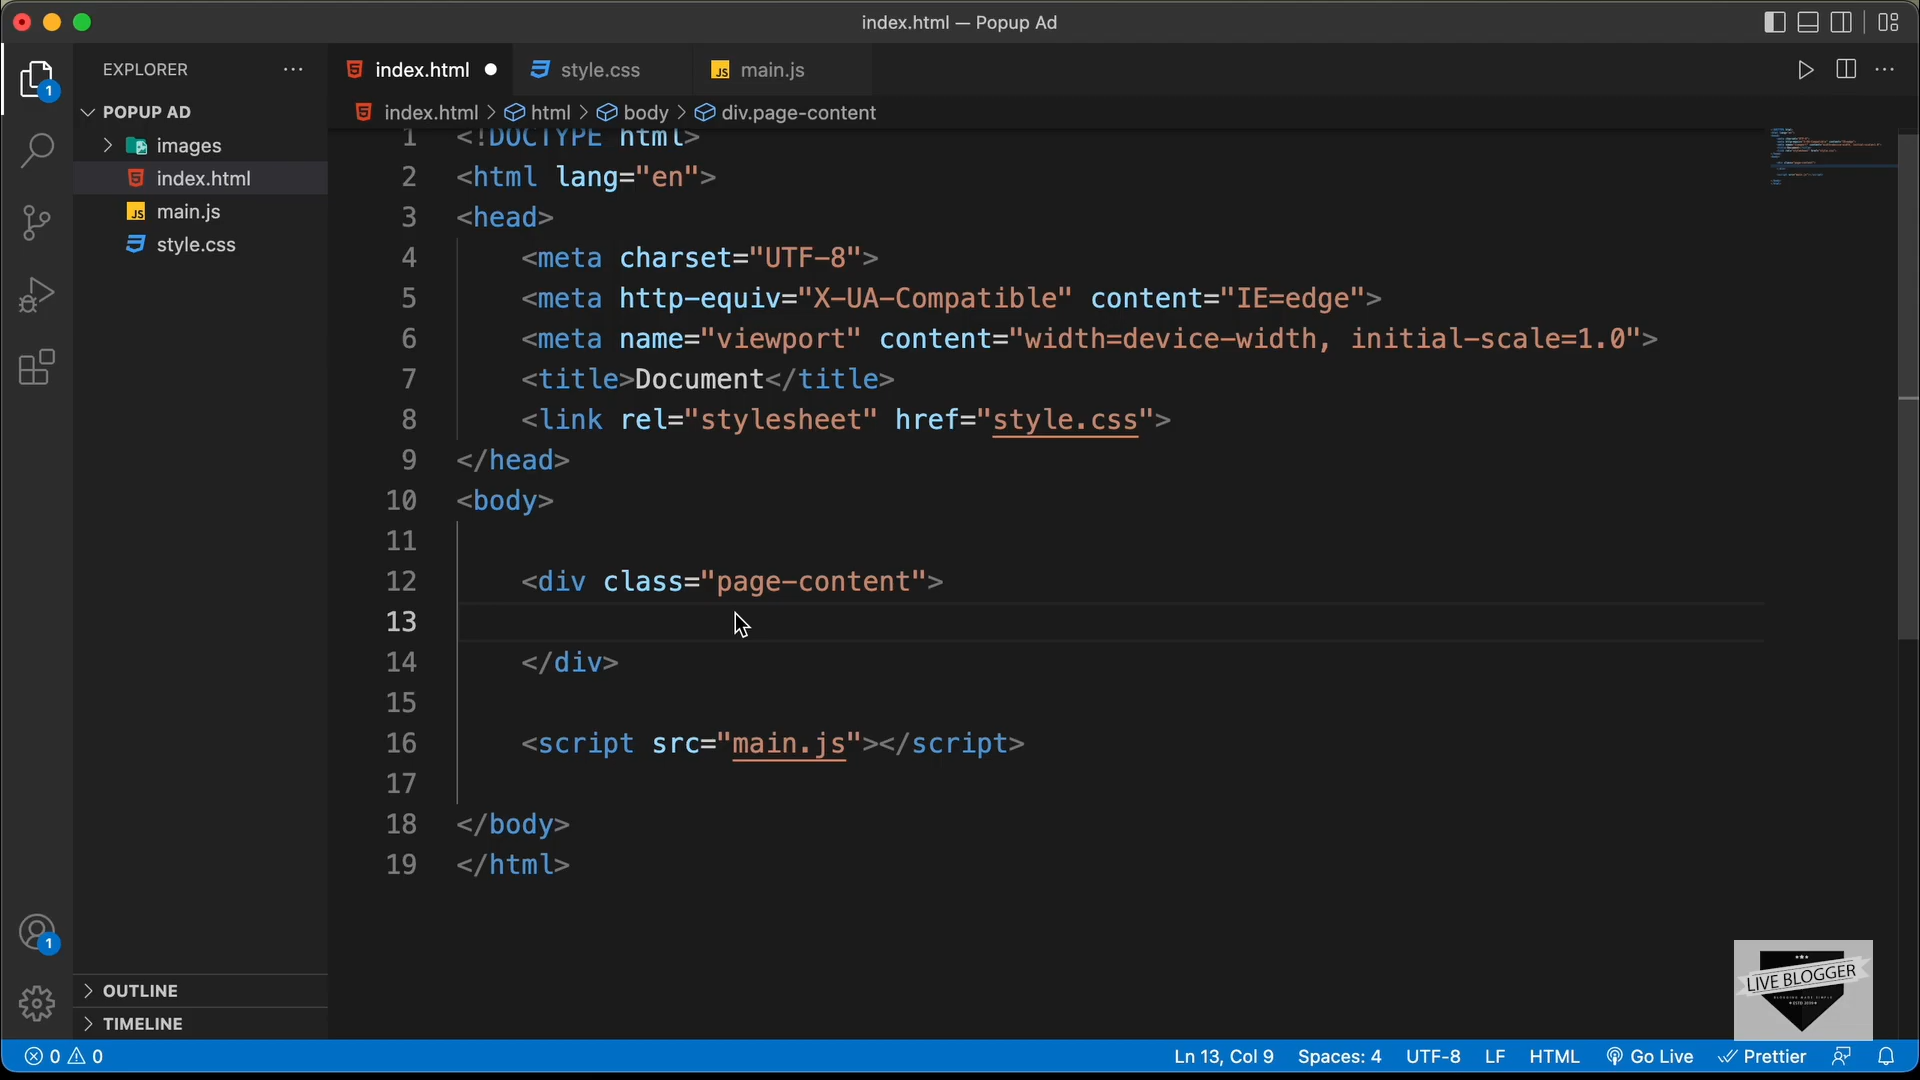 index.html — Popup Ad
EXPLORER
index.html
style.css
main.js
1
POPUP AD
index.html > html > body > div.page-content
images
index.html
main.js
style.css
1 <!DOCTYPE html>
2 <html lang="en">
3 <head>
4 <meta charset="UTF-8">
5 <meta http-equiv="X-UA-Compatible" content="IE=edge">
6 <meta name="viewport" content="width=device-width, initial-scale=1.0">
7 <title>Document</title>
8 <link rel="stylesheet" href="style.css">
9 </head>
10 <body>
11
12 <div class="page-content">
13
14 </div>
15
16 <script src="main.js"></script>
17
18 </body>
19 </html>
1
OUTLINE
TIMELINE
LIVE BLOGGER
0 0
Ln 13, Col 9 Spaces: 4 UTF-8 LF HTML Go Live Prettier